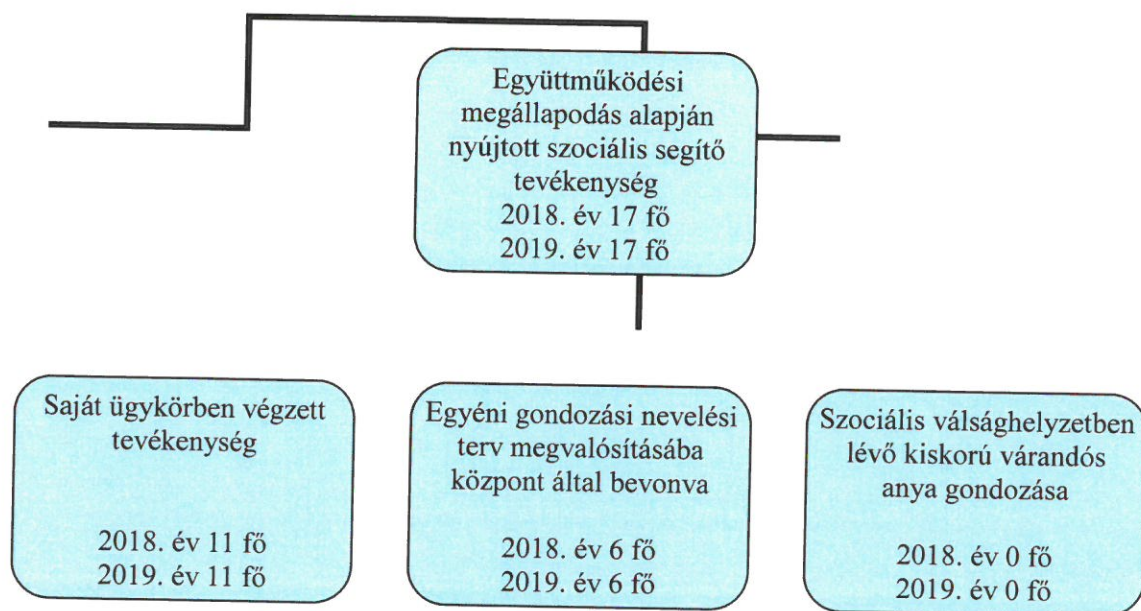 Együttműködési
megállapodás alapján
nyújtott szociális segítő
tevékenység
2018. év 17 fő
2019. év 17 fő
Saját ügykörben végzett
tevékenység
2018. év 11 fő
2019. év 11 fő
Egyéni gondozási nevelési
terv megvalósításába
központ által bevonva
2018. év 6 fő
2019. év 6 fő
Szociális válsághelyzetben
lévő kiskorú várandós
anya gondozása
2018. év 0 fő
2019. év 0 fő